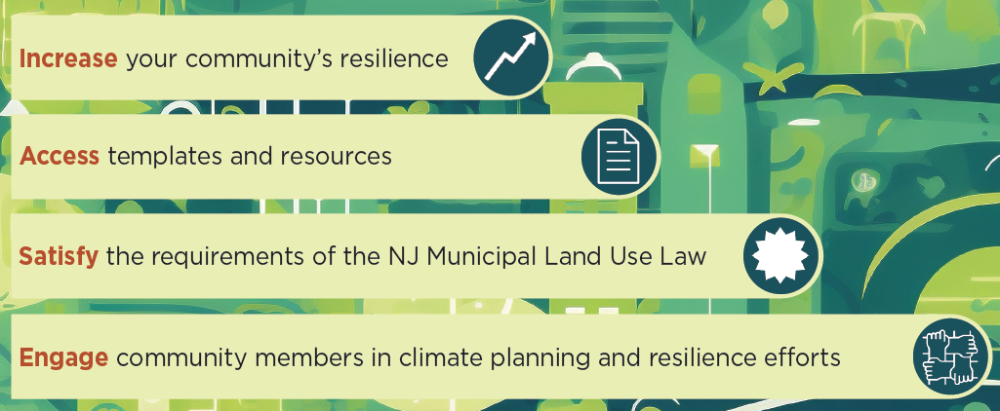 Increase your community’s resilience
Access templates and resources
Satisfy the requirements of the NJ Municipal Land Use Law
Engage community members in climate planning and resilience efforts